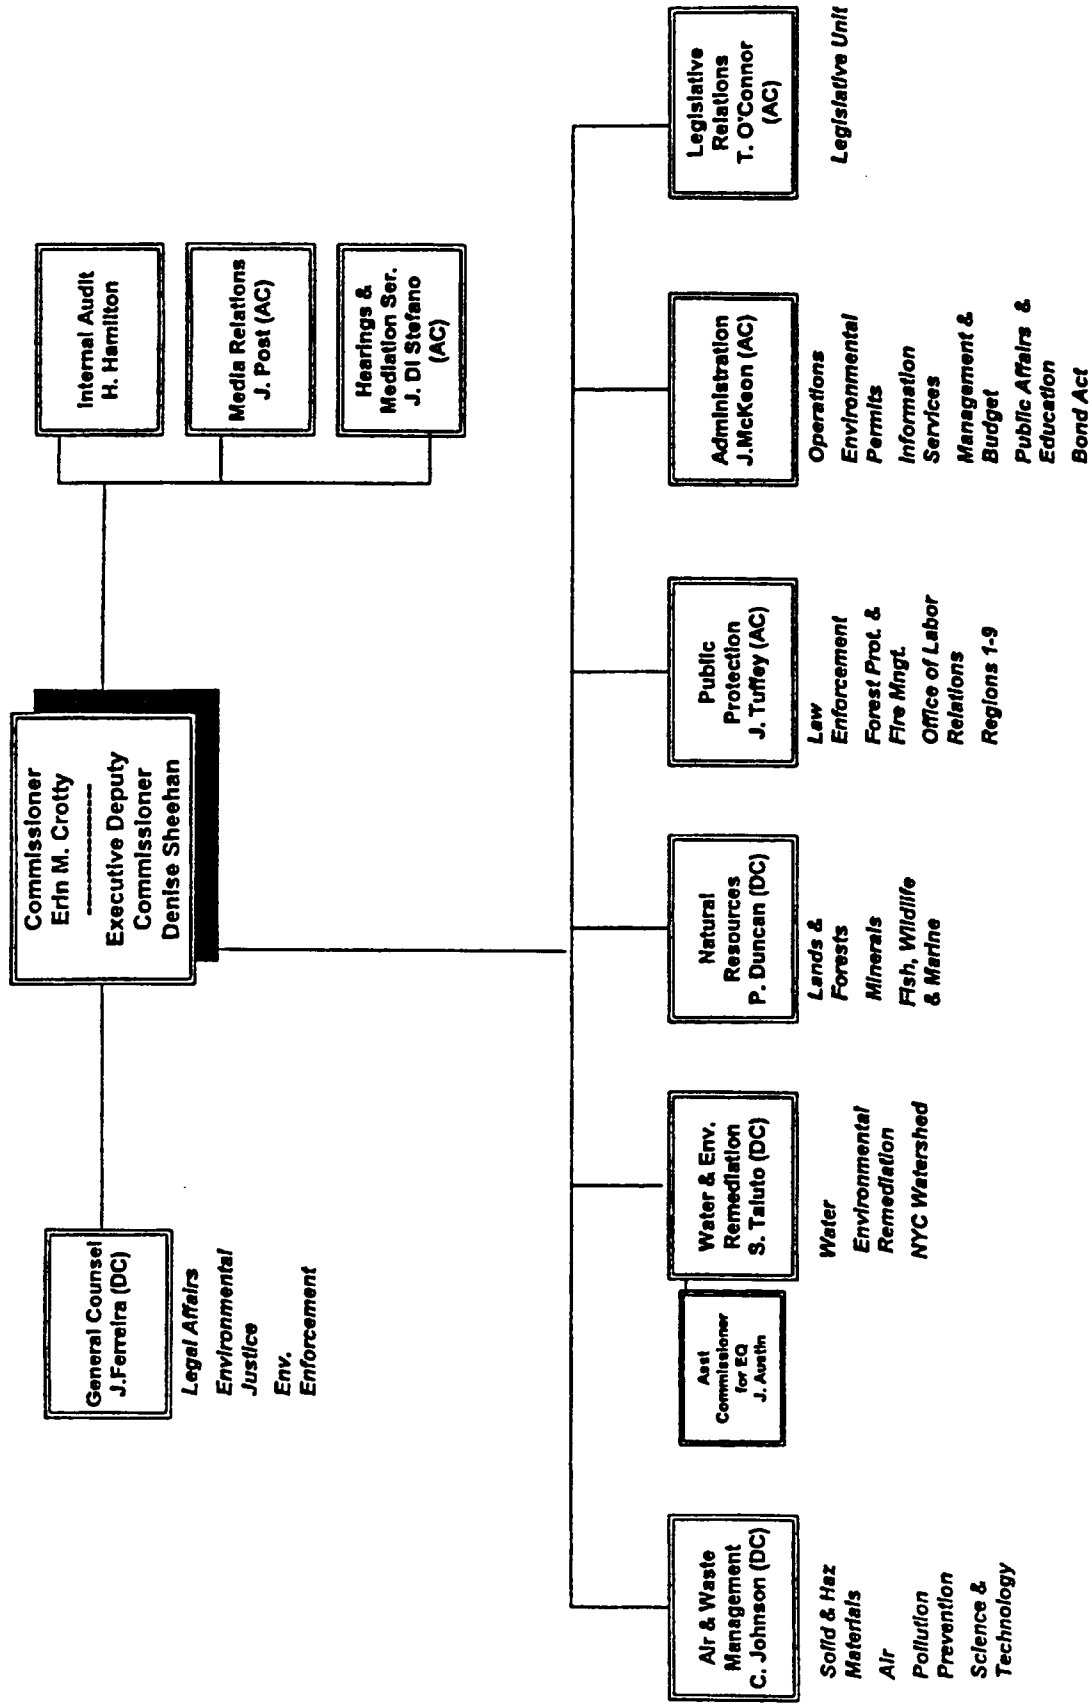 Commissioner
Erin M. Crotty
------------
Executive Deputy
Commissioner
Denise Sheehan
General Counsel
J.Ferreira (DC)
Legal Affairs
Environmental
Justice
Env.
Enforcement
Internal Audit
H. Hamilton
Media Relations
J. Post (AC)
Hearings &
Mediation Ser.
J. Di Stefano
(AC)
Air & Waste
Management
C. Johnson (DC)
Solid & Haz
Materials
Air
Pollution
Prevention
Science &
Technology
Asst
Commissioner
for EQ
J. Austin
Water & Env.
Remediation
S. Taluto (DC)
Water
Environmental
Remediation
NYC Watershed
Natural
Resources
P. Duncan (DC)
Lands &
Forests
Minerals
Fish, Wildlife
& Marine
Public
Protection
J. Tuffey (AC)
Law
Enforcement
Forest Prot. &
Fire Mngt.
Office of Labor
Relations
Regions 1-9
Administration
J.McKeon (AC)
Operations
Environmental
Permits
Information
Services
Management &
Budget
Public Affairs &
Education
Bond Act
Legislative
Relations
T. O'Connor
(AC)
Legislative Unit